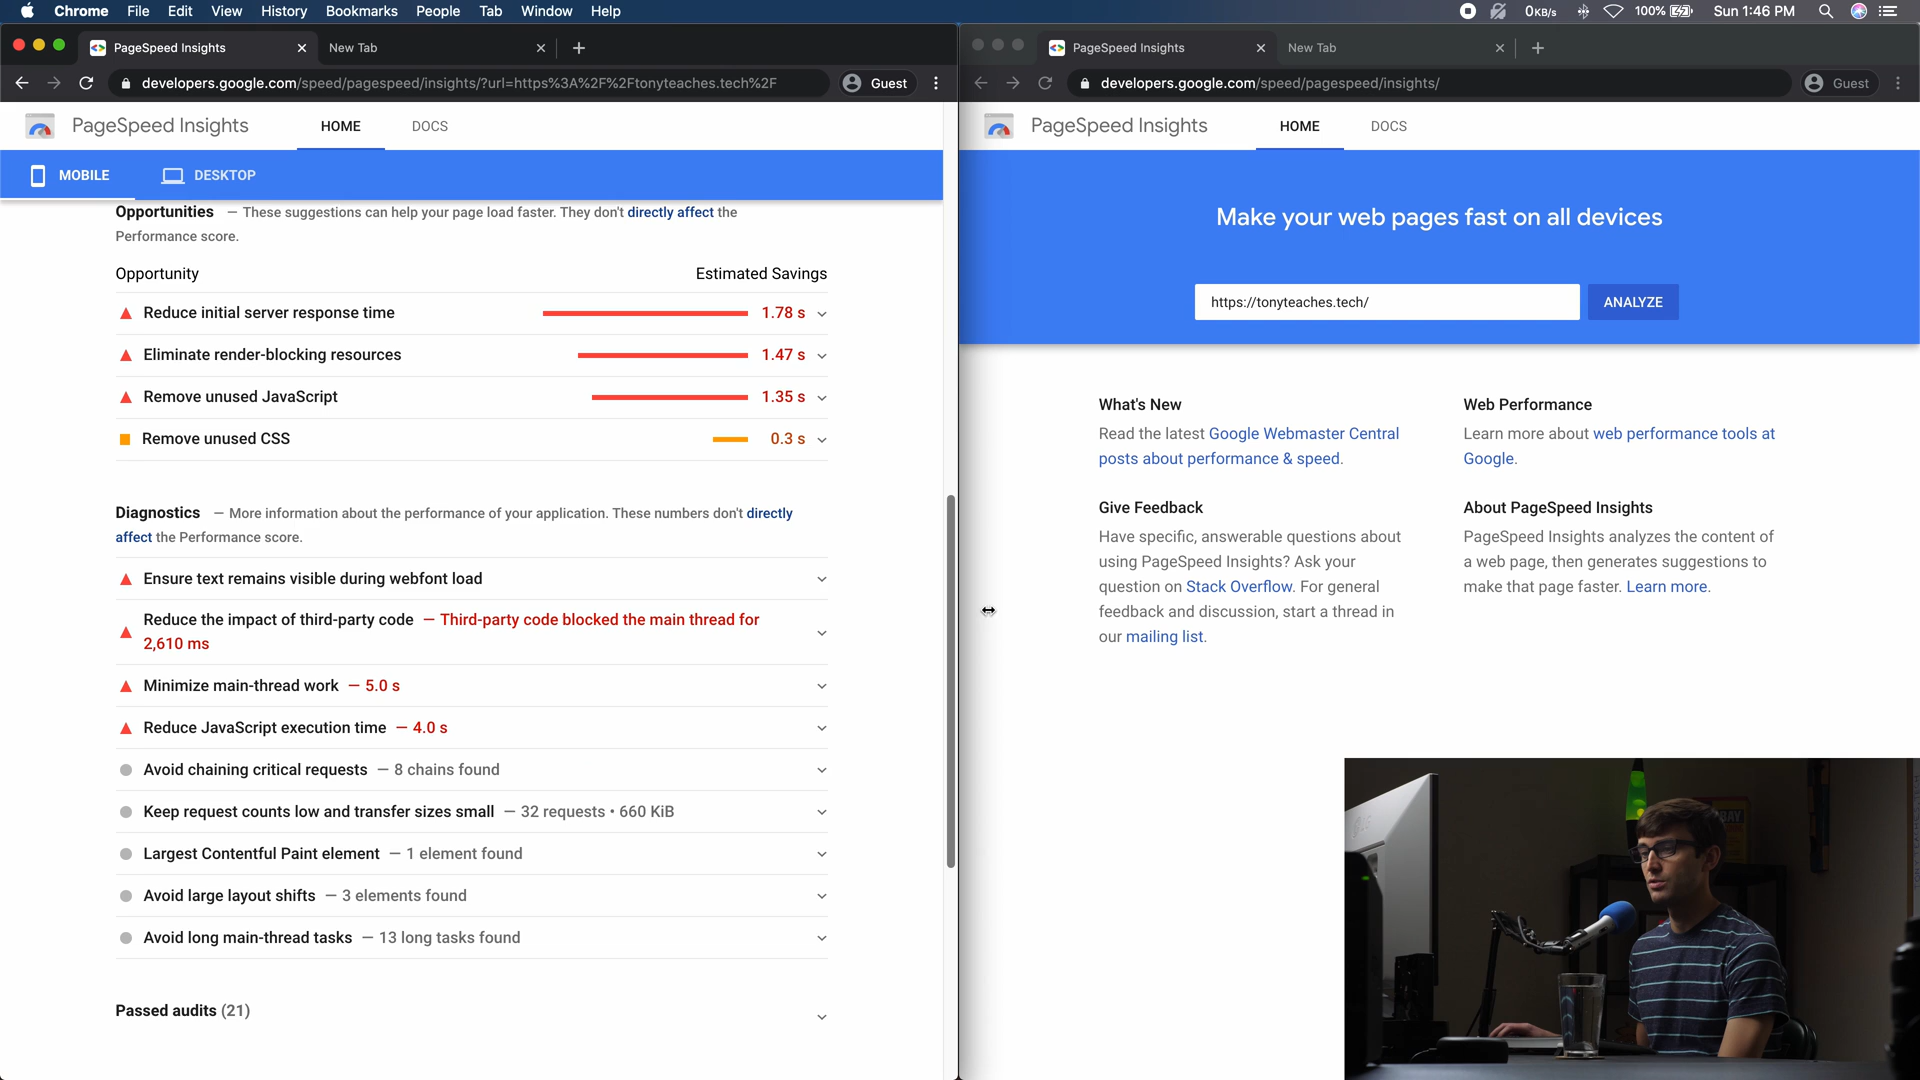 Chrome File Edit View History Bookmarks People Tab Window Help
0KB/s 100% Sun 1:46 PM
PageSpeed Insights
New Tab
developers.google.com/speed/pagespeed/insights/?url=https%3A%2F%2Ftonyteaches.tech%2F
Guest
PageSpeed Insights
HOME
DOCS
MOBILE
DESKTOP
Opportunities — These suggestions can help your page load faster. They don't directly affect the
Performance score.
Opportunity Estimated Savings
Reduce initial server response time 1.78 s
Eliminate render-blocking resources 1.47 s
Remove unused JavaScript 1.35 s
Remove unused CSS 0.3 s
Diagnostics — More information about the performance of your application. These numbers don't directly
affect the Performance score.
Ensure text remains visible during webfont load
Reduce the impact of third-party code — Third-party code blocked the main thread for
2,610 ms
Minimize main-thread work — 5.0 s
Reduce JavaScript execution time — 4.0 s
Avoid chaining critical requests — 8 chains found
Keep request counts low and transfer sizes small — 32 requests • 660 KiB
Largest Contentful Paint element — 1 element found
Avoid large layout shifts — 3 elements found
Avoid long main-thread tasks — 13 long tasks found
Passed audits (21)
PageSpeed Insights
New Tab
developers.google.com/speed/pagespeed/insights/
Guest
PageSpeed Insights
HOME
DOCS
Make your web pages fast on all devices
https://tonyteaches.tech/
ANALYZE
What's New
Read the latest Google Webmaster Central
posts about performance & speed.
Web Performance
Learn more about web performance tools at
Google.
Give Feedback
Have specific, answerable questions about
using PageSpeed Insights? Ask your
question on Stack Overflow. For general
feedback and discussion, start a thread in
our mailing list.
About PageSpeed Insights
PageSpeed Insights analyzes the content of
a web page, then generates suggestions to
make that page faster. Learn more.